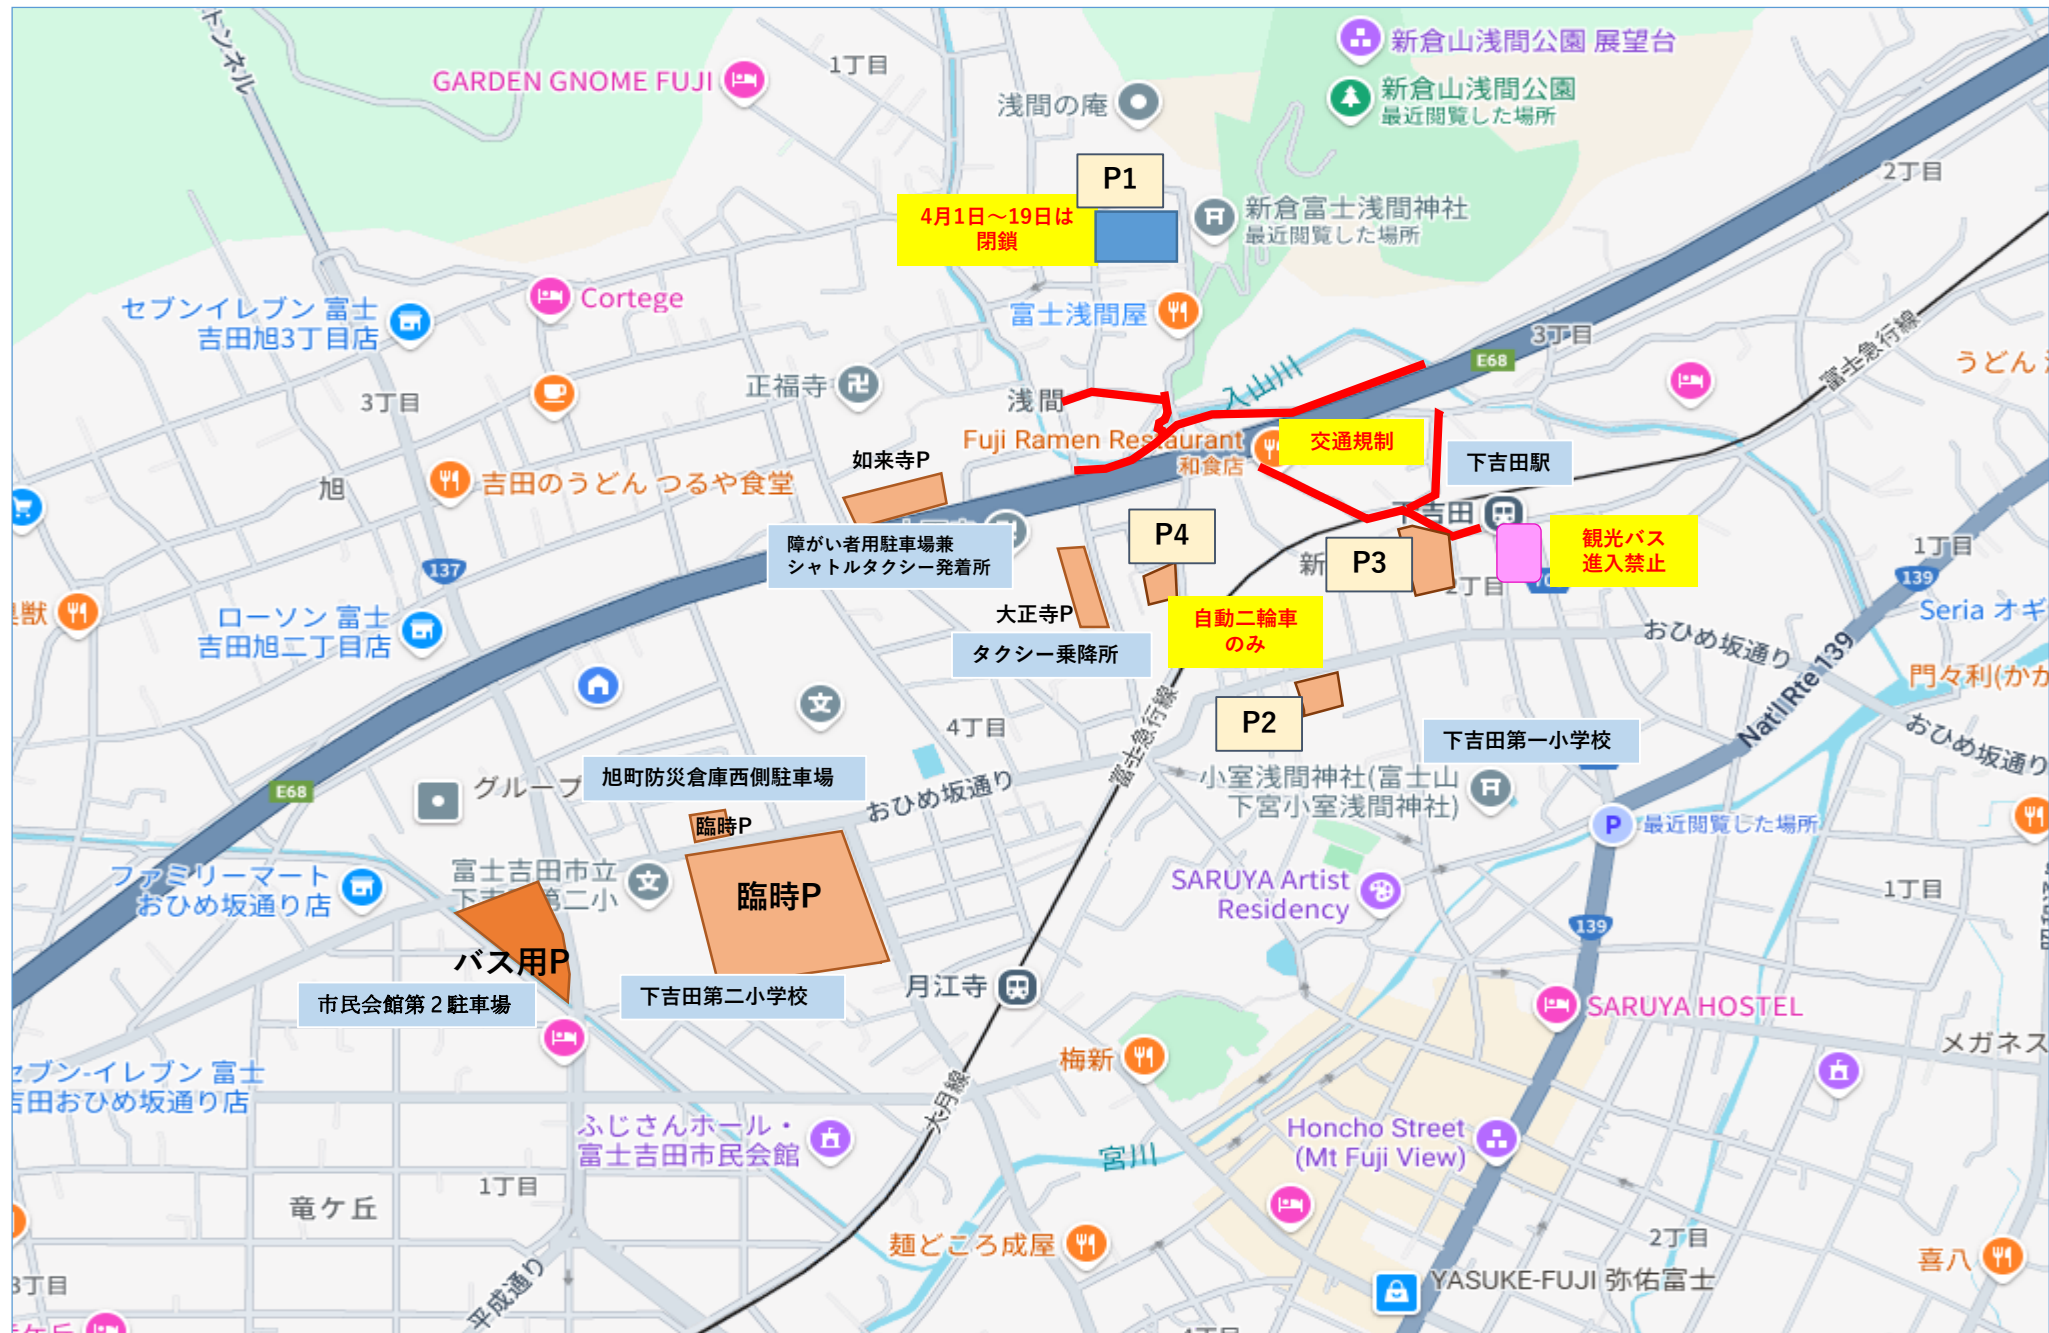 トンネル
GARDEN GNOME FUJI
1丁目
浅間の庵
新倉山浅間公園 展望台
新倉山浅間公園
最近閲覧した場所
2丁目
P1
4月1日～19日は
閉鎖
新倉富士浅間神社
最近閲覧した場所
セブンイレブン 富士
吉田旭3丁目店
Cortege
富士浅間屋
入山川
3丁目
E68
富士急行線
うどん
3丁目
正福寺
浅間
Fuji Ramen Restaurant
和食店
交通規制
下吉田駅
如来寺P
吉田のうどん つるや食堂
旭
下吉田
障がい者用駐車場兼
シャトルタクシー発着所
P4
P3
新
観光バス
進入禁止
1丁目
2丁目
137
139
ローソン 富士
吉田旭二丁目店
大正寺P
タクシー乗降所
自動二輪車
のみ
Seria オギ
おひめ坂通り
Nat'l Rte 139
門々利(かか
おひめ坂通り
富士急行線
P2
下吉田第一小学校
4丁目
旭町防災倉庫西側駐車場
おひめ坂通り
小室浅間神社(富士山
下宮小室浅間神社)
E68
グループ
臨時P
P
最近閲覧した場所
ファミリーマート
おひめ坂通り店
富士吉田市立
下吉第二小
臨時P
SARUYA Artist
Residency
1丁目
139
バス用P
市民会館第２駐車場
下吉田第二小学校
月江寺
SARUYA HOSTEL
メガネス
セブン-イレブン 富士
吉田おひめ坂通り店
梅新
大月線
ふじさんホール・
富士吉田市民会館
宮川
Honcho Street
(Mt Fuji View)
1丁目
竜ケ丘
麺どころ成屋
2丁目
喜八
3丁目
平成通り
YASUKE-FUJI 弥佑富士